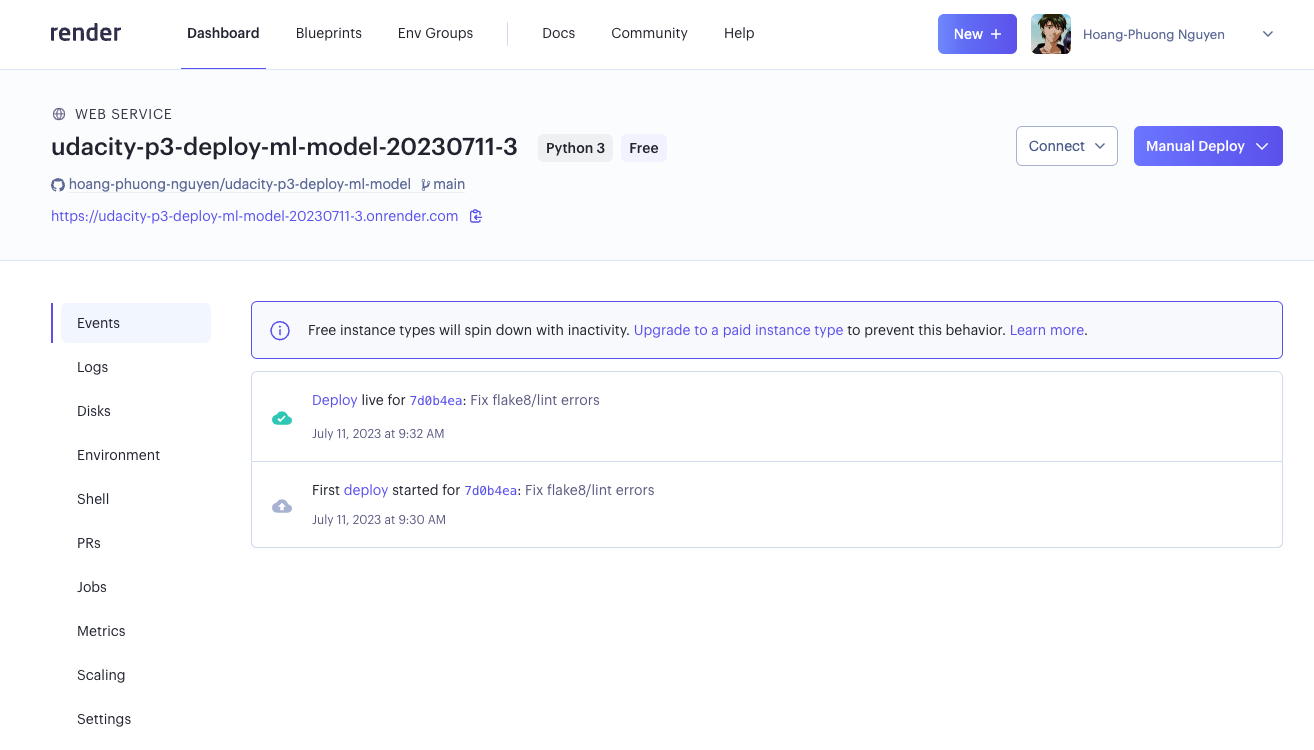 render Dashboard Blueprints Env Groups Docs Community Help New + Hoang-Phuong Nguyen
WEB SERVICE
udacity-p3-deploy-ml-model-20230711-3 Python 3 Free Connect Manual Deploy
hoang-phuong-nguyen/udacity-p3-deploy-ml-model main
https://udacity-p3-deploy-ml-model-20230711-3.onrender.com
Events
Logs
Disks
Environment
Shell
PRs
Jobs
Metrics
Scaling
Settings
Free instance types will spin down with inactivity. Upgrade to a paid instance type to prevent this behavior. Learn more.
Deploy live for 7d0b4ea: Fix flake8/lint errors
July 11, 2023 at 9:32 AM
First deploy started for 7d0b4ea: Fix flake8/lint errors
July 11, 2023 at 9:30 AM